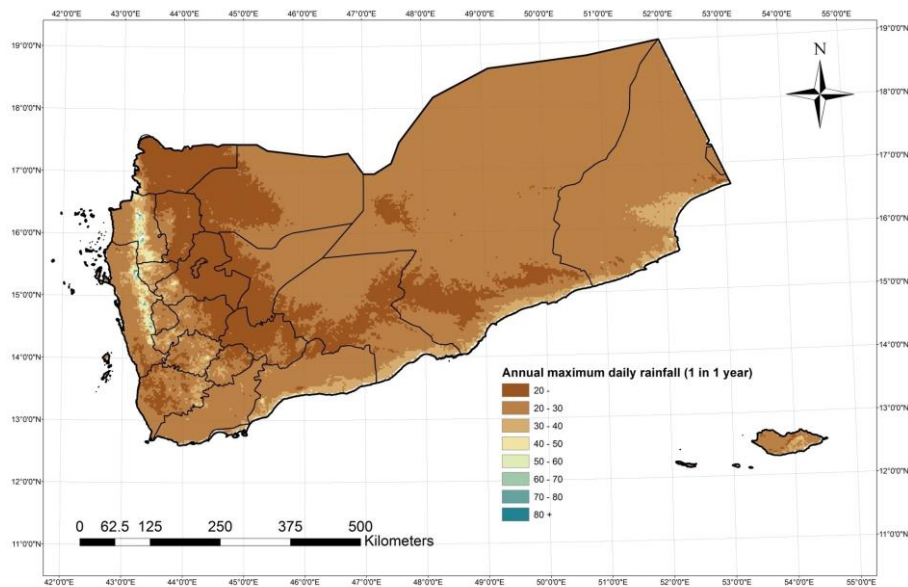 42°0'0"E 43°0'0"E 44°0'0"E 45°0'0"E 46°0'0"E 47°0'0"E 48°0'0"E 49°0'0"E 50°0'0"E 51°0'0"E 52°0'0"E 53°0'0"E 54°0'0"E 55°0'0"E
19°0'0"N 19°0'0"N
N
18°0'0"N 18°0'0"N
17°0'0"N 17°0'0"N
16°0'0"N 16°0'0"N
15°0'0"N 15°0'0"N
14°0'0"N 14°0'0"N
Annual maximum daily rainfall (1 in 1 year)
20 -
13°0'0"N 13°0'0"N
20 - 30
30 - 40
40 - 50
12°0'0"N 12°0'0"N
50 - 60
60 - 70
70 - 80
80 +
0 62.5 125 250 375 500
Kilometers
11°0'0"N 11°0'0"N
42°0'0"E 43°0'0"E 44°0'0"E 45°0'0"E 46°0'0"E 47°0'0"E 48°0'0"E 49°0'0"E 50°0'0"E 51°0'0"E 52°0'0"E 53°0'0"E 54°0'0"E 55°0'0"E